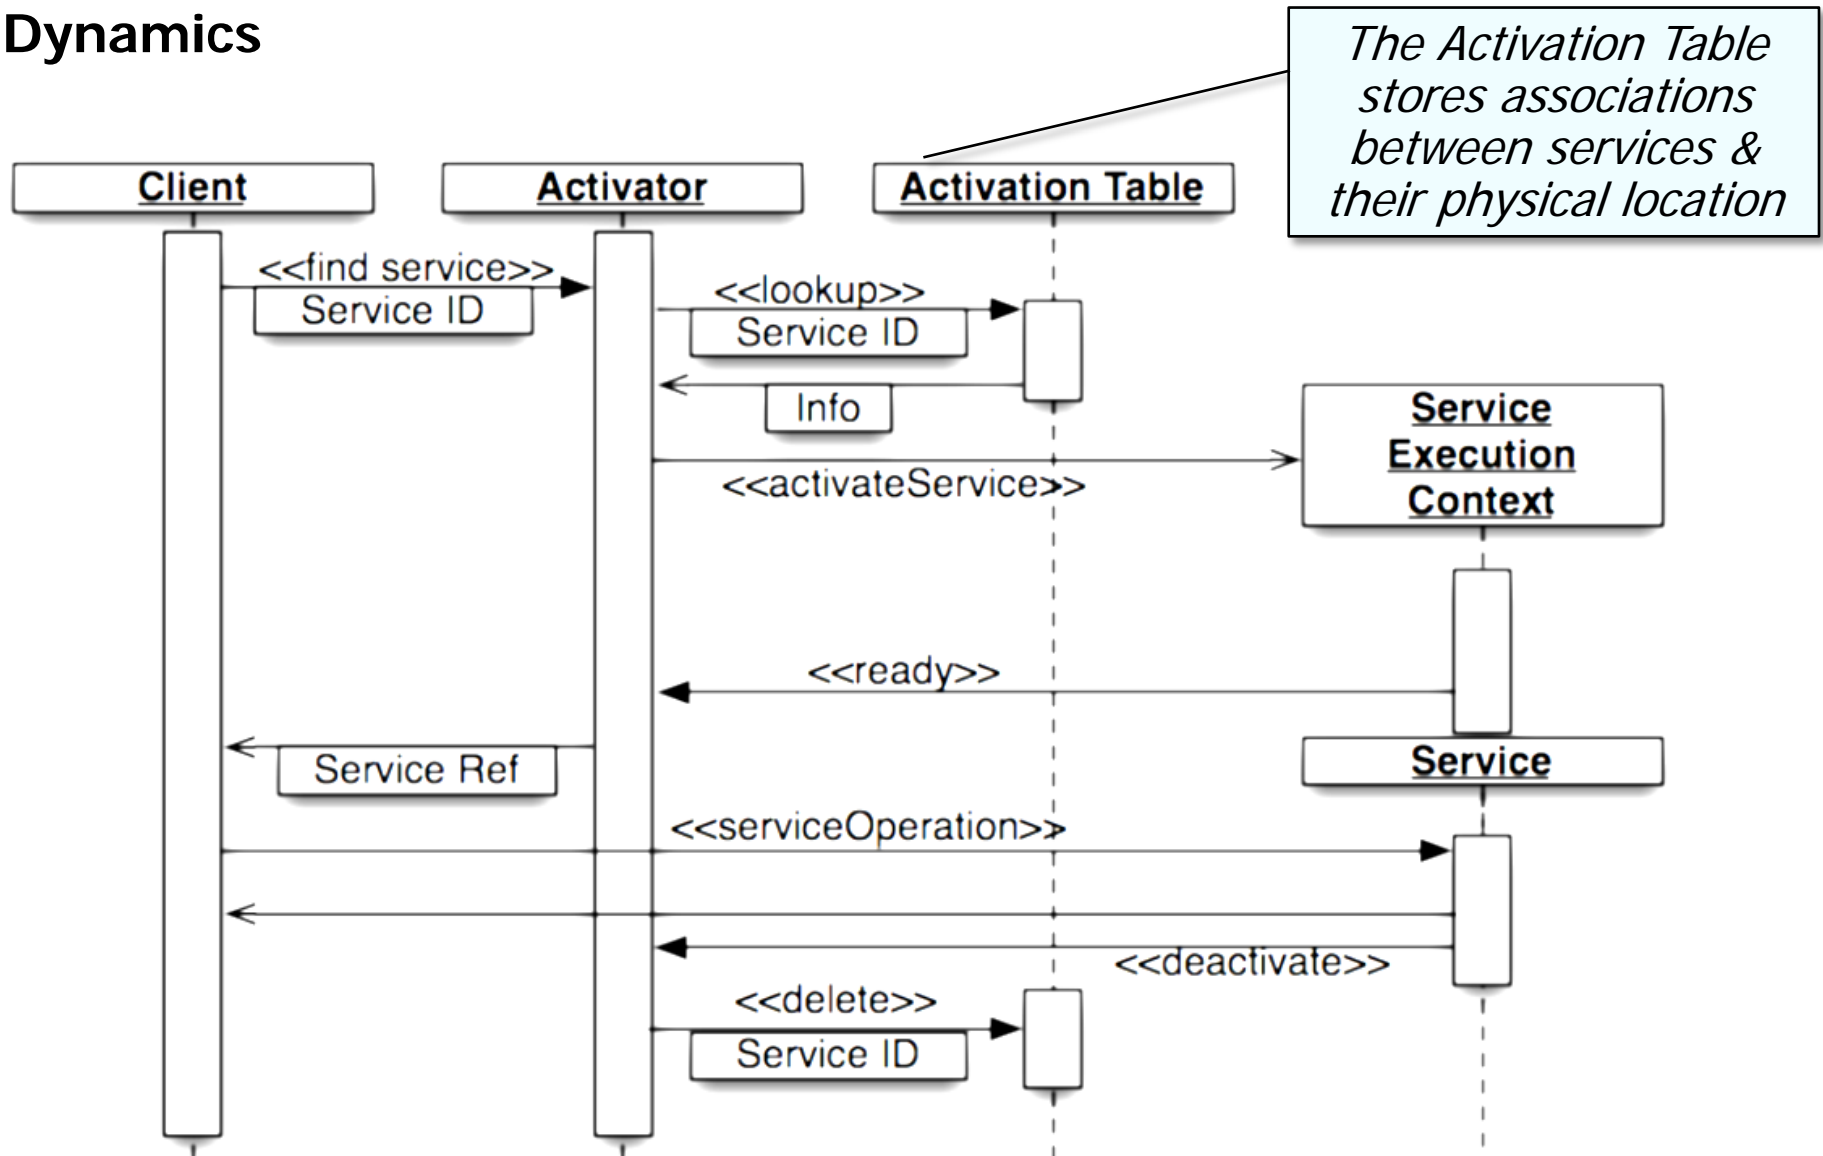 Dynamics
The Activation Table
stores associations
between services &
their physical location
Client
Activator
Activation Table
<<find service>>
Service ID
<<lookup>>
Service ID
Info
Service
Execution
Context
<<activateService>>
<<ready>>
Service Ref
Service
<<serviceOperation>>
<<deactivate>>
<<delete>>
Service ID